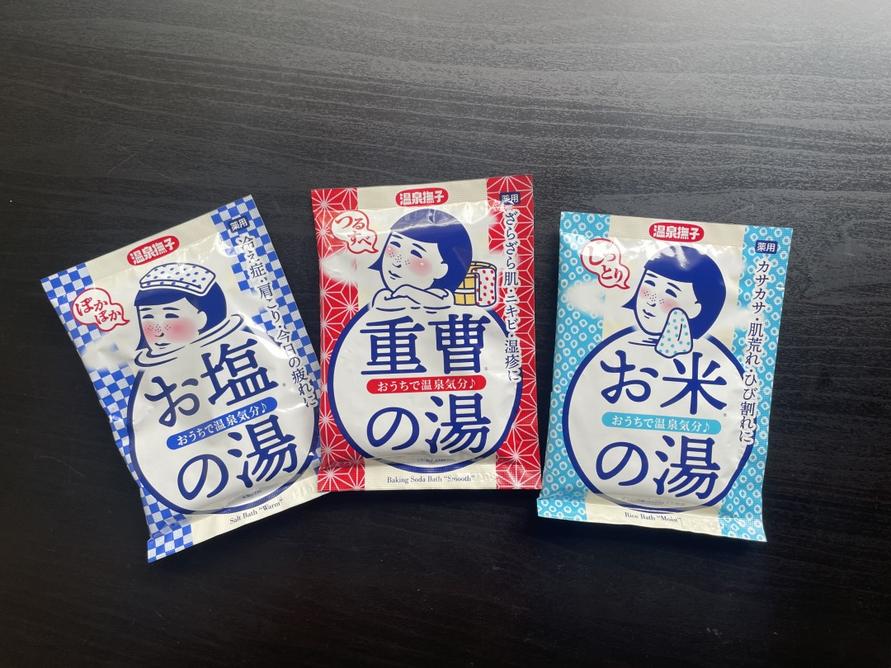 温泉撫子
薬用
ぽかぽか
冷え症・肩こり・今日の疲れに
お塩
おうちで温泉気分♪
の湯
Salt Bath "Warm"
温泉撫子
薬用
つるすべ
ざらざら肌・ニキビ・湿疹に
重曹
おうちで温泉気分♪
の湯
Baking Soda Bath "Smooth"
温泉撫子
薬用
しっとり
カサカサ・肌荒れ・ひび割れに
お米
おうちで温泉気分♪
の湯
Rice Bath "Moist"